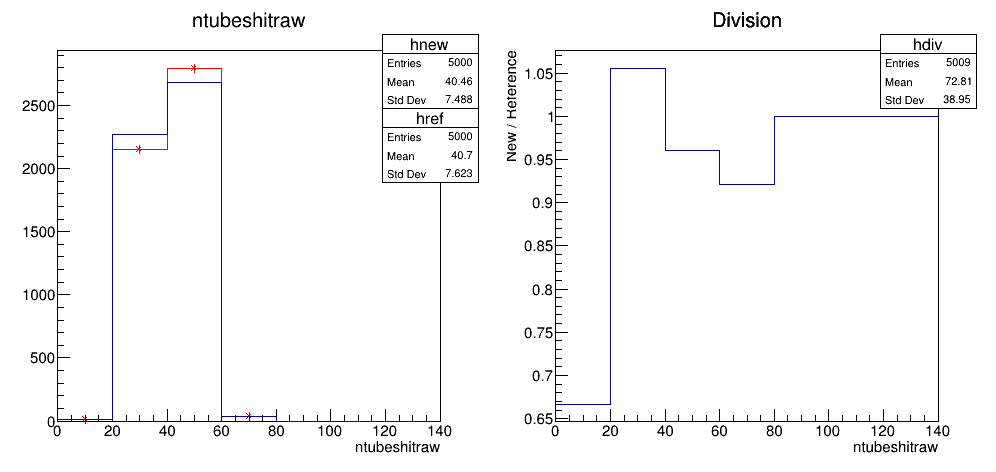 ntubeshitraw
hnew
Entries 5000
Mean 40.46
Std Dev 7.488
href
Entries 5000
Mean 40.7
Std Dev 7.623
2500
2000
1500
1000
500
0
0 20 40 60 80 100 120 140
ntubeshitraw
Division
hdiv
Entries 5009
Mean 72.81
Std Dev 38.95
New / Reference
1.05
1
0.95
0.9
0.85
0.8
0.75
0.7
0.65
0 20 40 60 80 100 120 140
ntubeshitraw